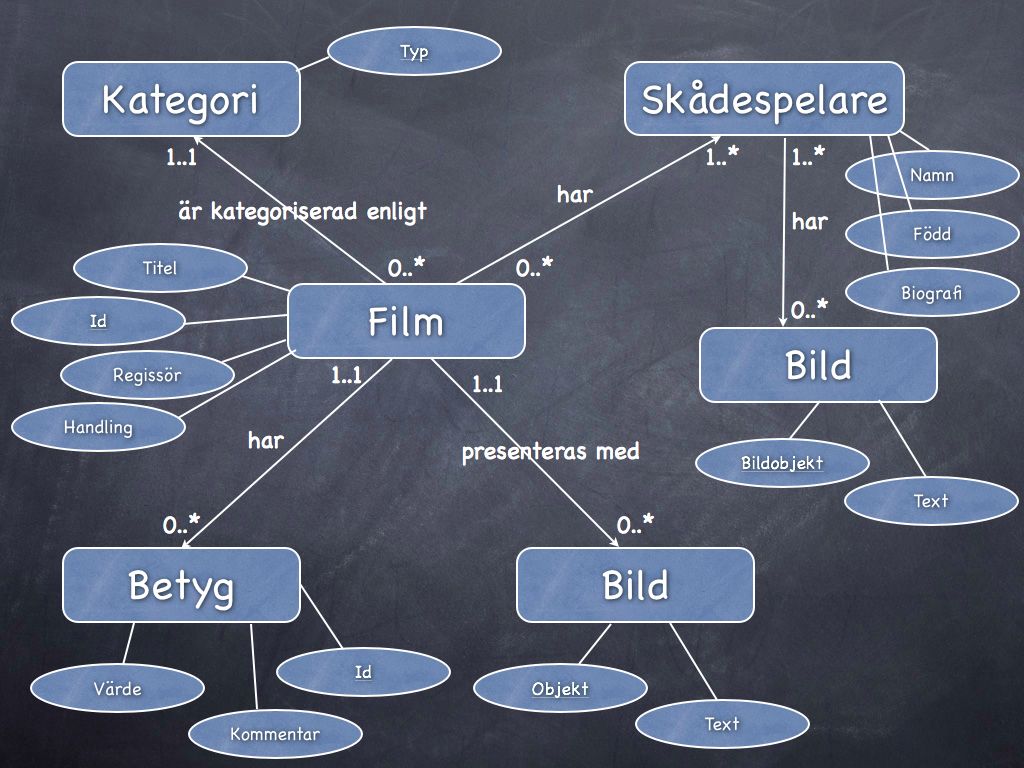 Typ
Kategori
Skådespelare
1..1
1..*
1..*
Namn
har
är kategoriserad enligt
har
Född
Titel
0..*
0..*
Biografi
Id
Film
0..*
Regissör
1..1
1..1
Bild
Handling
har
presenteras med
Bildobjekt
Text
0..*
0..*
Betyg
Bild
Värde
Id
Objekt
Kommentar
Text